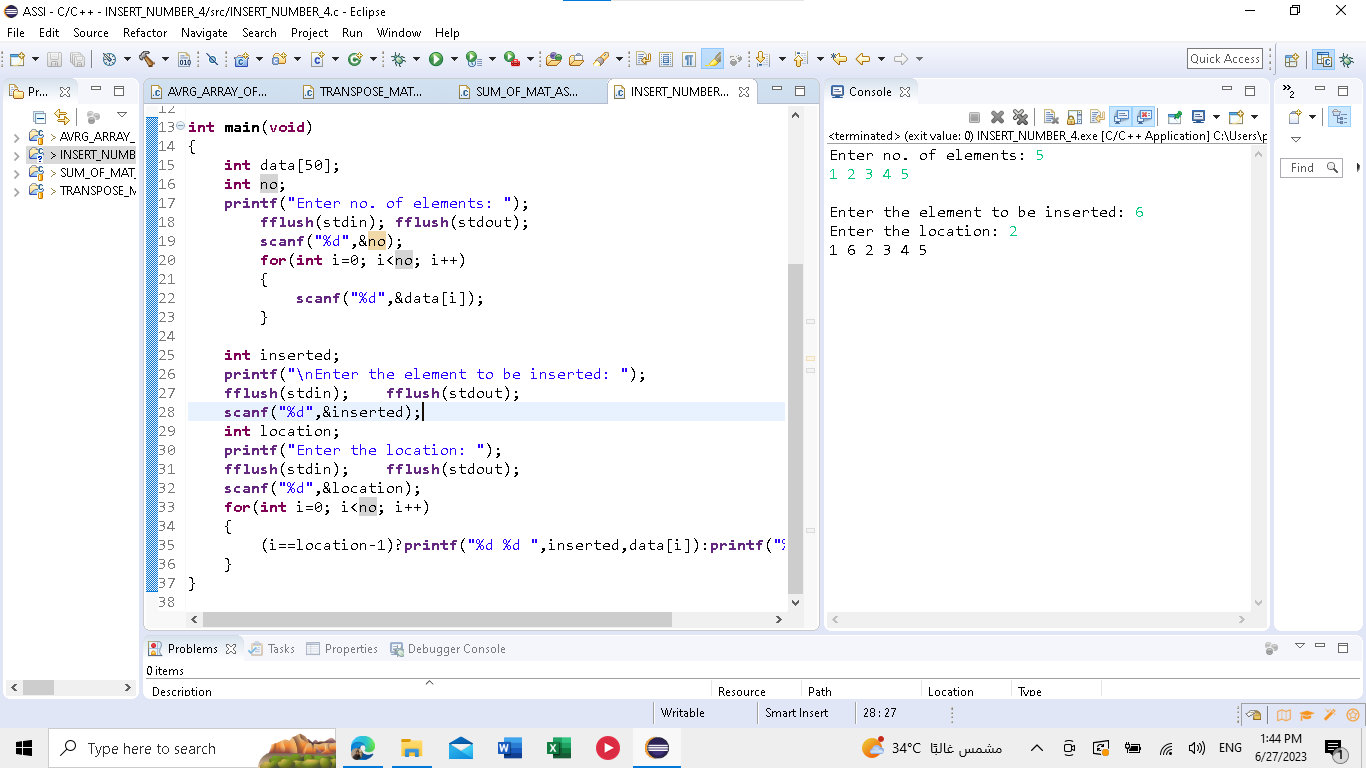 ASSI - C/C++ - INSERT_NUMBER_4/src/INSERT_NUMBER_4.c - Eclipse
File Edit Source Refactor Navigate Search Project Run Window Help
Quick Access
Pr...
> AVRG_ARRAY_
> INSERT_NUMB
> SUM_OF_MAT_
> TRANSPOSE_M
AVRG_ARRAY_OF... TRANSPOSE_MAT... SUM_OF_MAT_AS... INSERT_NUMBER...
12
13 int main(void)
14 {
15 int data[50];
16 int no;
17 printf("Enter no. of elements: ");
18 fflush(stdin); fflush(stdout);
19 scanf("%d",&no);
20 for(int i=0; i<no; i++)
21 {
22 scanf("%d",&data[i]);
23 }
24
25 int inserted;
26 printf("\nEnter the element to be inserted: ");
27 fflush(stdin); fflush(stdout);
28 scanf("%d",&inserted);
29 int location;
30 printf("Enter the location: ");
31 fflush(stdin); fflush(stdout);
32 scanf("%d",&location);
33 for(int i=0; i<no; i++)
34 {
35 (i==location-1)?printf("%d %d ",inserted,data[i]):printf("%
36 }
37 }
38
Console
<terminated> (exit value: 0) INSERT_NUMBER_4.exe [C/C++ Application] C:\Users\p
Enter no. of elements: 5
1 2 3 4 5
Enter the element to be inserted: 6
Enter the location: 2
1 6 2 3 4 5
»2
Find
Problems Tasks Properties Debugger Console
0 items
Description Resource Path Location Type
Writable Smart Insert 28 : 27
Type here to search
34°C مشمس غالبًا
ENG
1:44 PM
6/27/2023
1